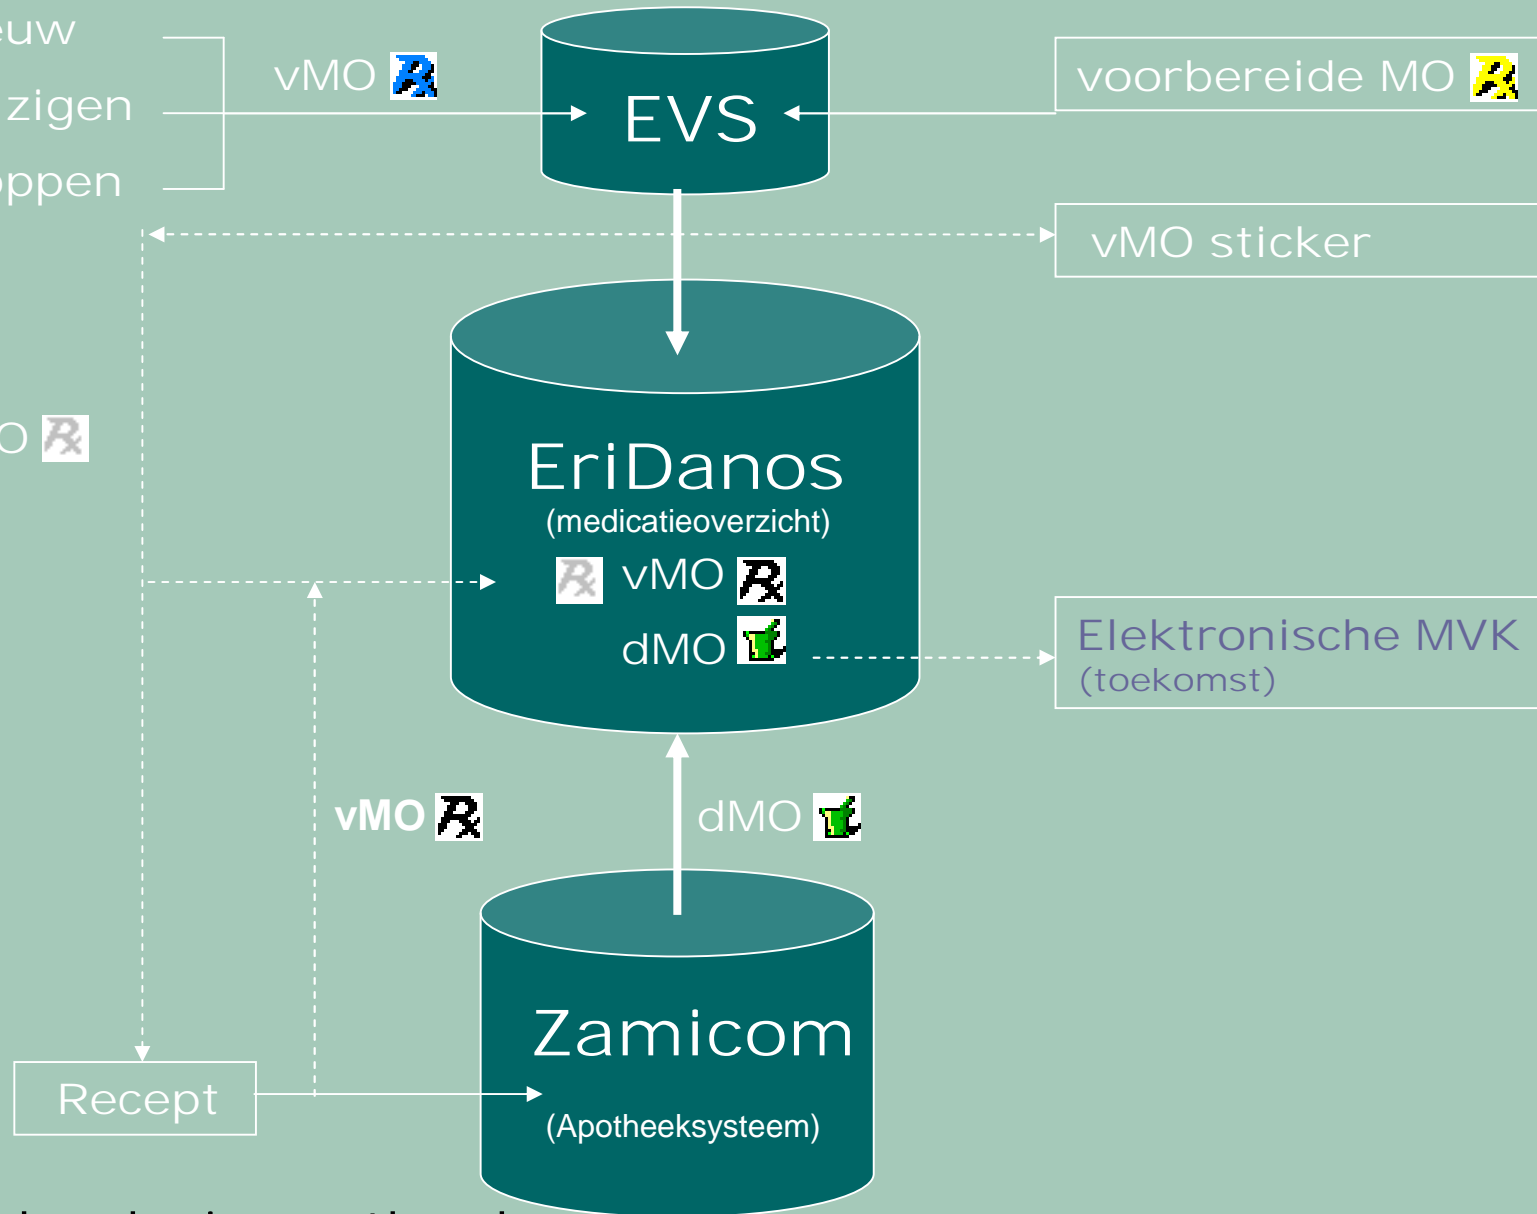 euw
zigen
oppen
vMO
EVS
voorbereide MO
vMO sticker
O
EriDanos
(medicatieoverzicht)
vMO
dMO
Elektronische MVK
(toekomst)
vMO
dMO
Zamicom
(Apotheeksysteem)
Recept